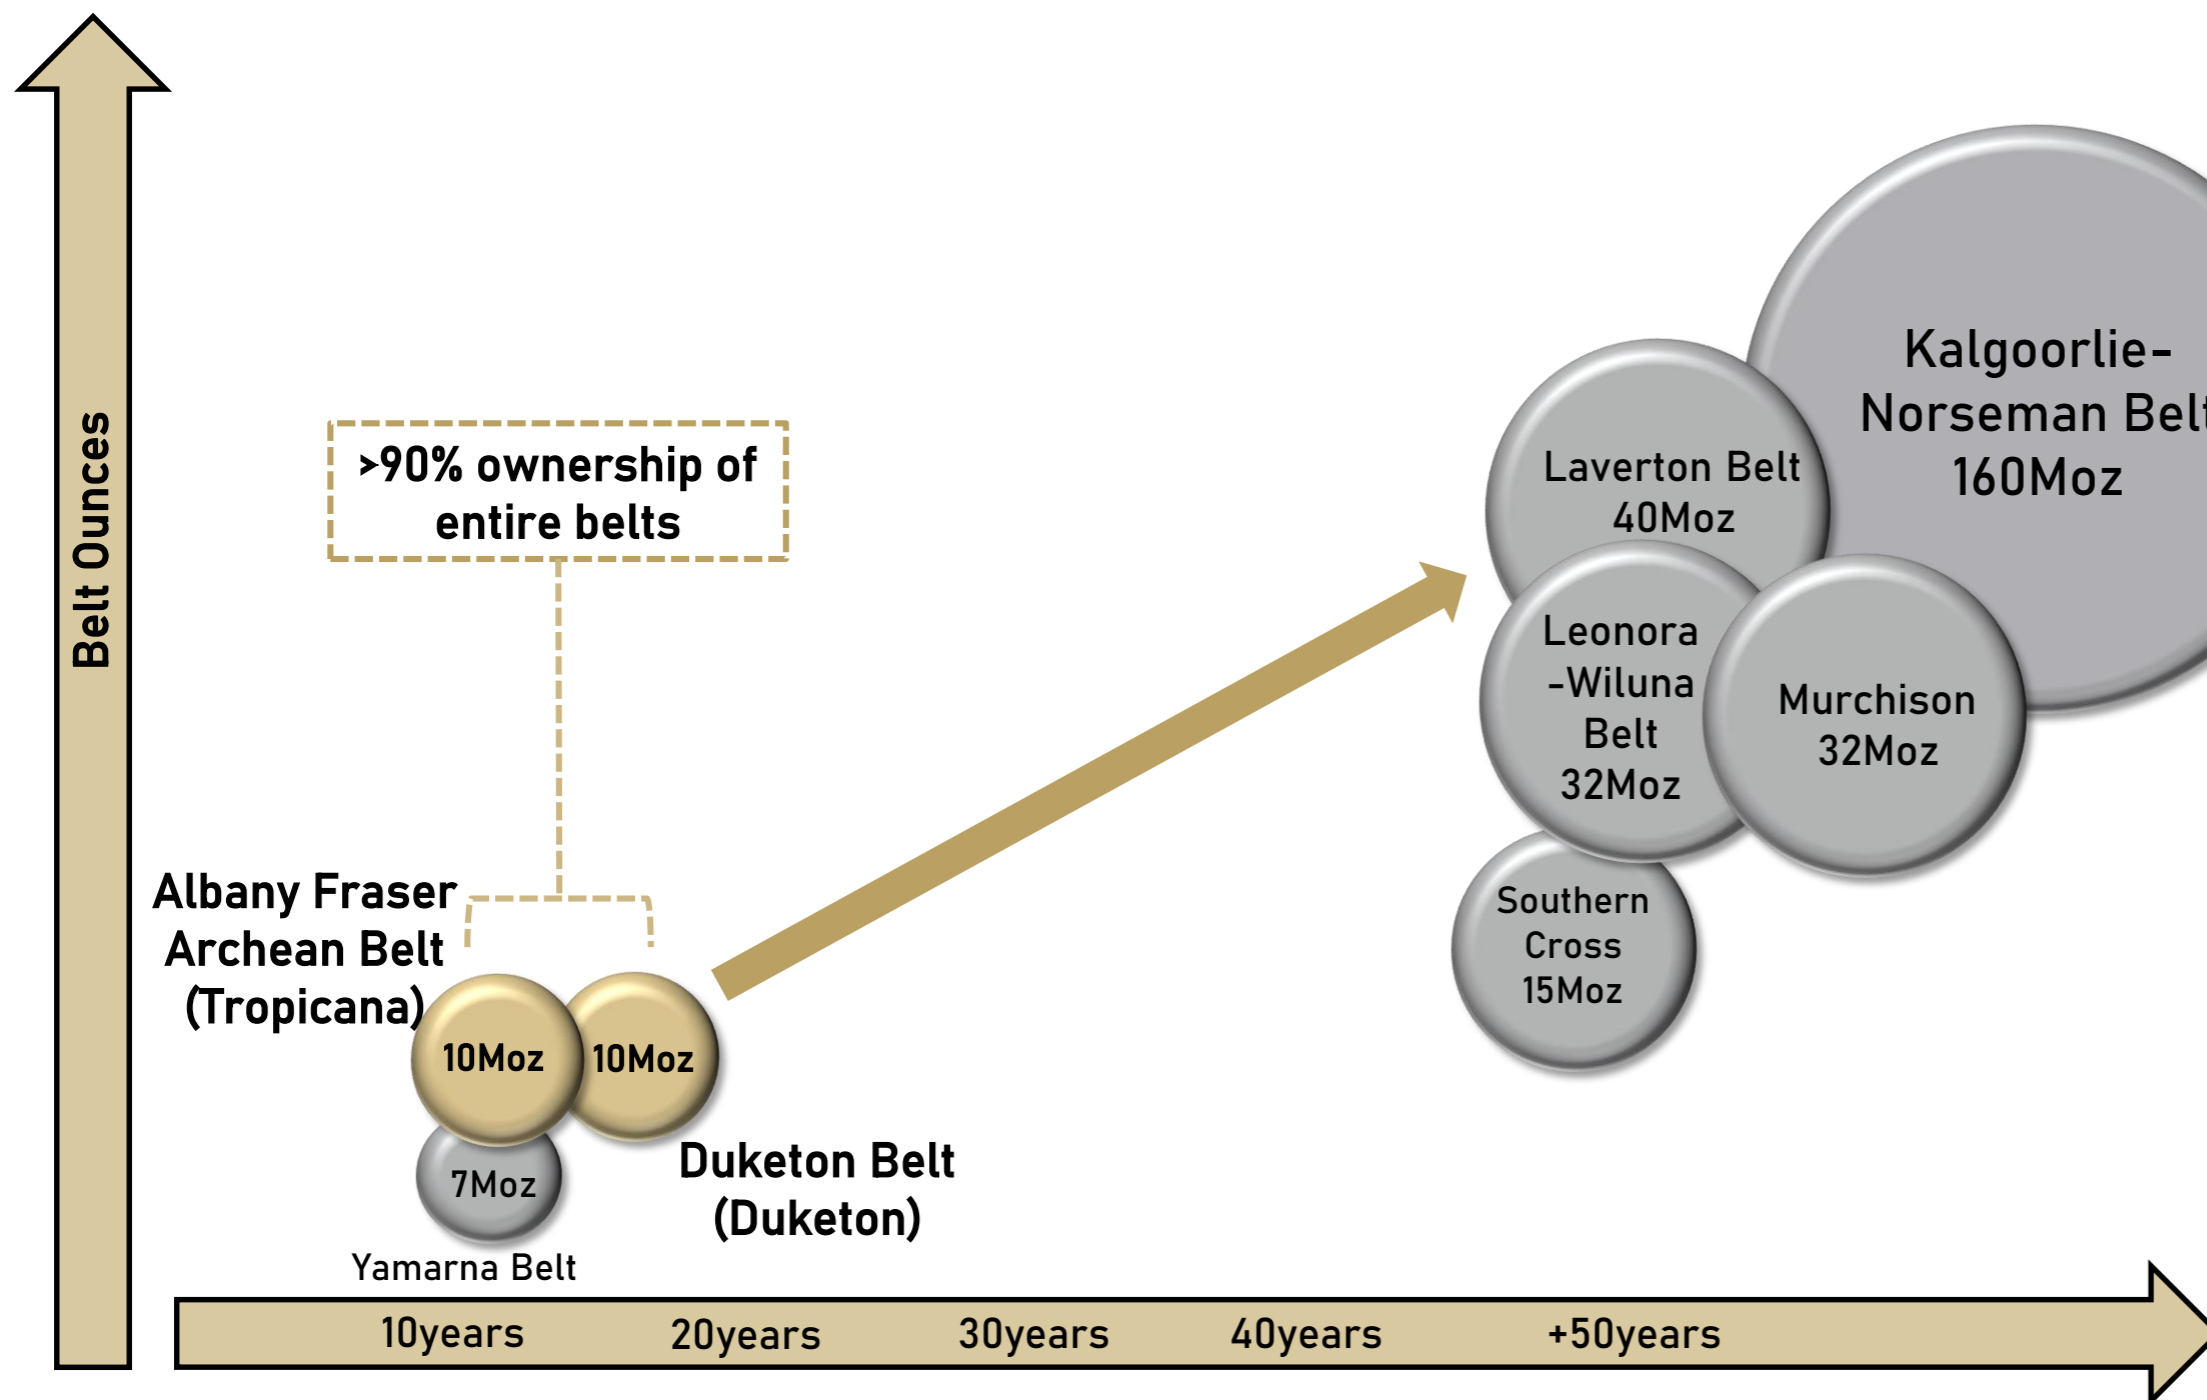 Belt Ounces
>90% ownership of
entire belts
Kalgoorlie-
Norseman Belt
160Moz
Laverton Belt
40Moz
Leonora
-Wiluna
Belt
32Moz
Murchison
32Moz
Southern
Cross
15Moz
Albany Fraser
Archean Belt
(Tropicana)
10Moz
10Moz
7Moz
Duketon Belt
(Duketon)
Yamarna Belt
10years
20years
30years
40years
+50years